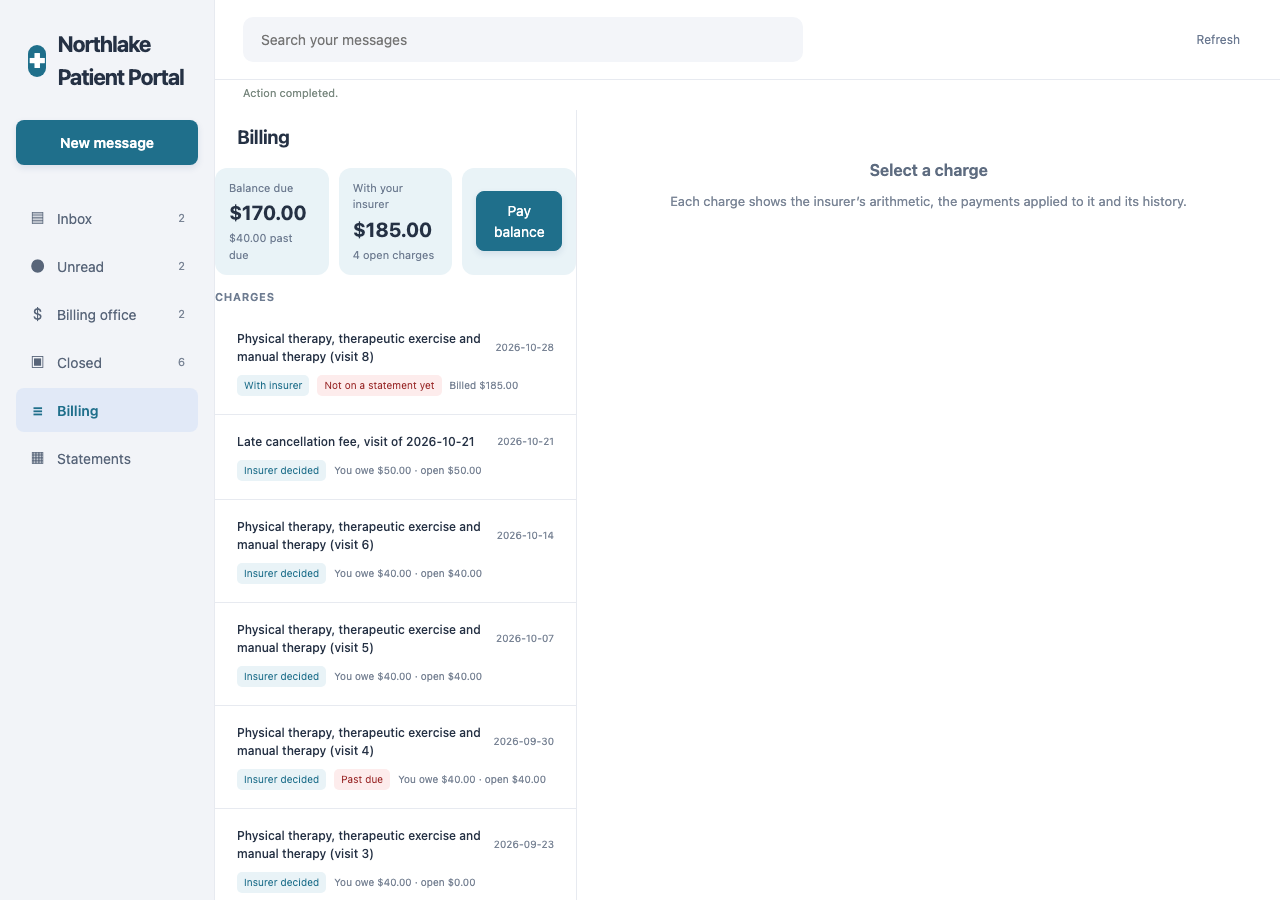 Northlake
Patient Portal
New message
Inbox 2
Unread 2
Billing office 2
Closed 6
Billing
Statements
Search your messages
Refresh
Action completed.
Billing
Balance due
$170.00
$40.00 past
due
With your
insurer
$185.00
4 open charges
Pay
balance
CHARGES
Physical therapy, therapeutic exercise and
manual therapy (visit 8)
2026-10-28
With insurer Not on a statement yet Billed $185.00
Late cancellation fee, visit of 2026-10-21 2026-10-21
Insurer decided You owe $50.00 · open $50.00
Physical therapy, therapeutic exercise and
manual therapy (visit 6)
2026-10-14
Insurer decided You owe $40.00 · open $40.00
Physical therapy, therapeutic exercise and
manual therapy (visit 5)
2026-10-07
Insurer decided You owe $40.00 · open $40.00
Physical therapy, therapeutic exercise and
manual therapy (visit 4)
2026-09-30
Insurer decided Past due You owe $40.00 · open $40.00
Physical therapy, therapeutic exercise and
manual therapy (visit 3)
2026-09-23
Insurer decided You owe $40.00 · open $0.00
Select a charge
Each charge shows the insurer’s arithmetic, the payments applied to it and its history.